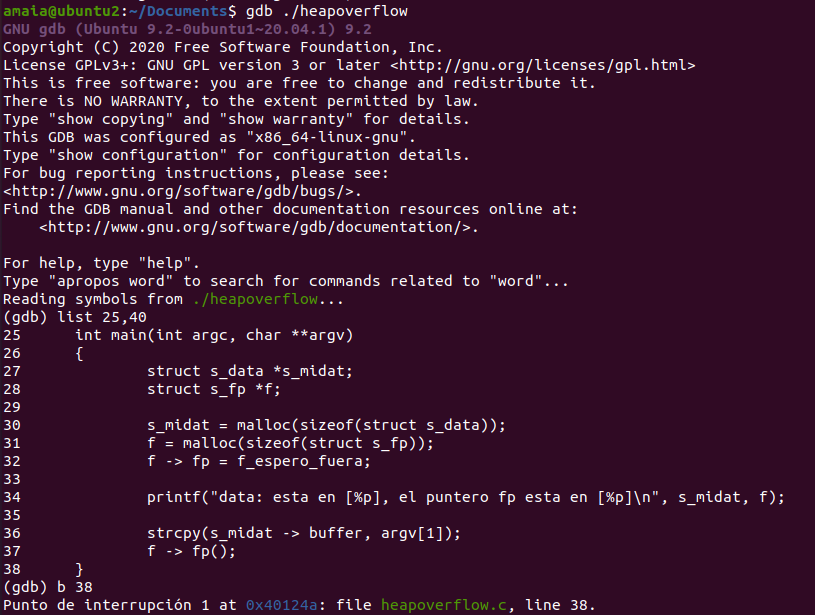 amaia@ubuntu2:~/Documents$ gdb ./heapoverflow
GNU gdb (Ubuntu 9.2-0ubuntu1~20.04.1) 9.2
Copyright (C) 2020 Free Software Foundation, Inc.
License GPLv3+: GNU GPL version 3 or later <http://gnu.org/licenses/gpl.html>
This is free software: you are free to change and redistribute it.
There is NO WARRANTY, to the extent permitted by law.
Type "show copying" and "show warranty" for details.
This GDB was configured as "x86_64-linux-gnu".
Type "show configuration" for configuration details.
For bug reporting instructions, please see:
<http://www.gnu.org/software/gdb/bugs/>.
Find the GDB manual and other documentation resources online at:
    <http://www.gnu.org/software/gdb/documentation/>.

For help, type "help".
Type "apropos word" to search for commands related to "word"...
Reading symbols from ./heapoverflow...
(gdb) list 25,40
25      int main(int argc, char **argv)
26      {
27              struct s_data *s_midat;
28              struct s_fp *f;
29
30              s_midat = malloc(sizeof(struct s_data));
31              f = malloc(sizeof(struct s_fp));
32              f -> fp = f_espero_fuera;
33
34              printf("data: esta en [%p], el puntero fp esta en [%p]\n", s_midat, f);
35
36              strcpy(s_midat -> buffer, argv[1]);
37              f -> fp();
38      }
(gdb) b 38
Punto de interrupción 1 at 0x40124a: file heapoverflow.c, line 38.